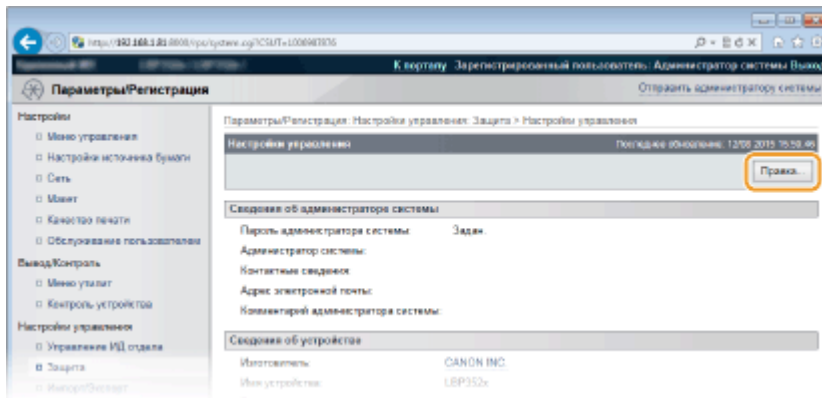 К порталу Зарегистрированный пользователь: Администратор системы Выход
Параметры/Регистрация
Отправить администратору системы
Настройки
Меню управления
Настройки источника бумаги
Сеть
Макет
Качество печати
Обслуживание пользователей
Вывод/Контроль
Меню утилит
Контроль устройства
Настройки управления
Управление ИД отдела
Защита
Импорт/Экспорт
Параметры/Регистрация: Настройки управления: Защита > Настройки управления
Настройки управления
Последнее обновление: 12/08 2015 15:50:46
Правка...
Сведения об администраторе системы
Пароль администратора системы: Задан.
Администратор системы:
Контактные сведения:
Адрес электронной почты:
Комментарий администратора системы:
Сведения об устройстве
Изготовитель: CANON INC.
Имя устройства: LBP352x